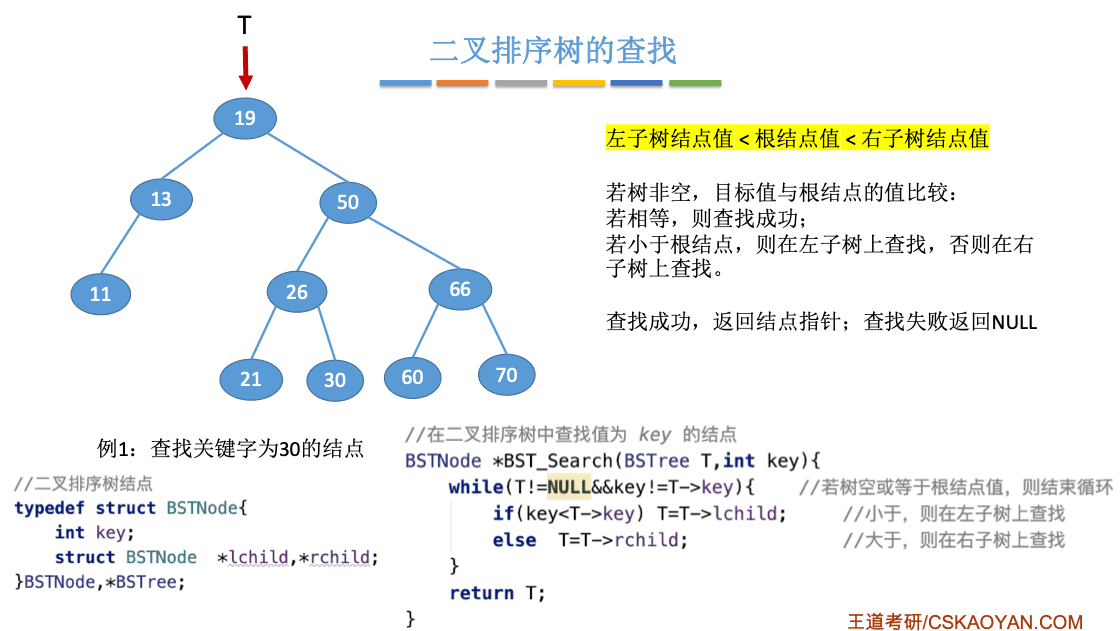 T
二叉排序树的查找
19
13
50
11
26
66
21
30
60
70
左子树结点值 < 根结点值 < 右子树结点值
若树非空，目标值与根结点的值比较：
若相等，则查找成功；
若小于根结点，则在左子树上查找，否则在右
子树上查找。
查找成功，返回结点指针；查找失败返回NULL
例1：查找关键字为30的结点
//二叉排序树结点
typedef struct BSTNode{
    int key;
    struct BSTNode  *lchild,*rchild;
}BSTNode,*BSTree;
//在二叉排序树中查找值为 key 的结点
BSTNode *BST_Search(BSTree T,int key){
    while(T!=NULL&&key!=T->key){    //若树空或等于根结点值，则结束循环
        if(key<T->key) T=T->lchild;     //小于，则在左子树上查找
        else  T=T->rchild;              //大于，则在右子树上查找
    }
    return T;
}
王道考研/CSKAOYAN.COM